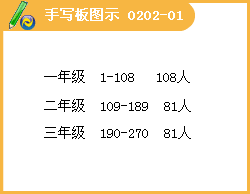 手写板图示 0202-01
一年级 1-108 108人
二年级 109-189 81人
三年级 190-270 81人